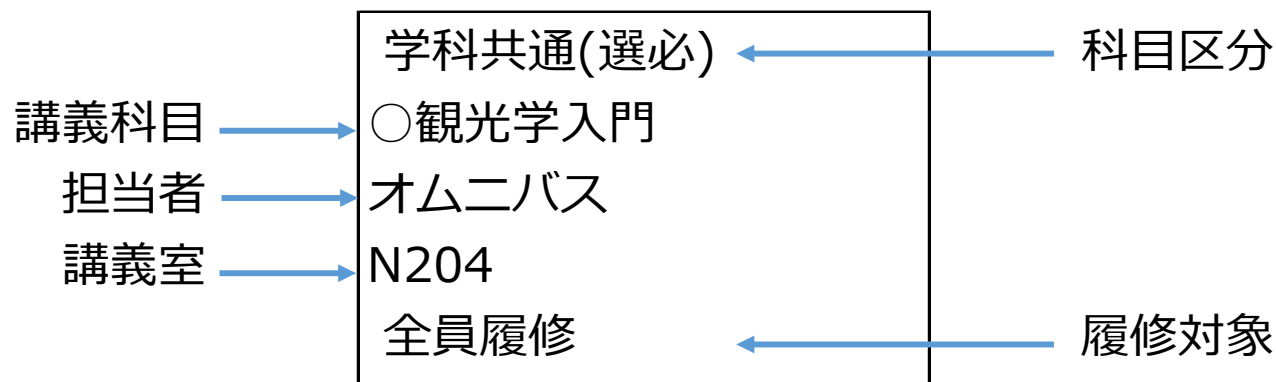 学科共通(選必) 科目区分
講義科目 ○観光学入門
担当者 オムニバス
講義室 N204
全員履修 履修対象